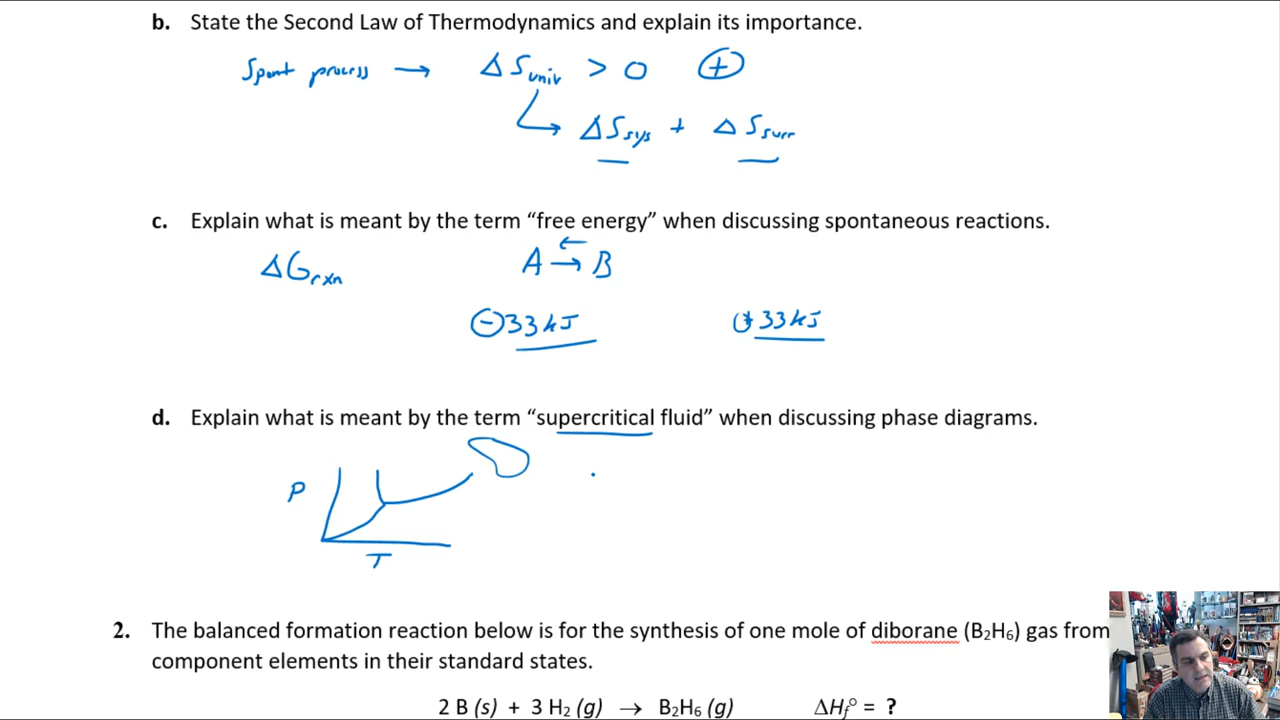 b. State the Second Law of Thermodynamics and explain its importance.
Spont process → ΔSuniv > 0 ⊕
↳ ΔSsys + ΔSsurr
c. Explain what is meant by the term “free energy” when discussing spontaneous reactions.
ΔGrxn A ⇄ B
⊖33 kJ ⊕33 kJ
d. Explain what is meant by the term “supercritical fluid” when discussing phase diagrams.
P
T
2. The balanced formation reaction below is for the synthesis of one mole of diborane (B₂H₆) gas from
component elements in their standard states.
2 B (s) + 3 H₂ (g) → B₂H₆ (g) ΔHf° = ?